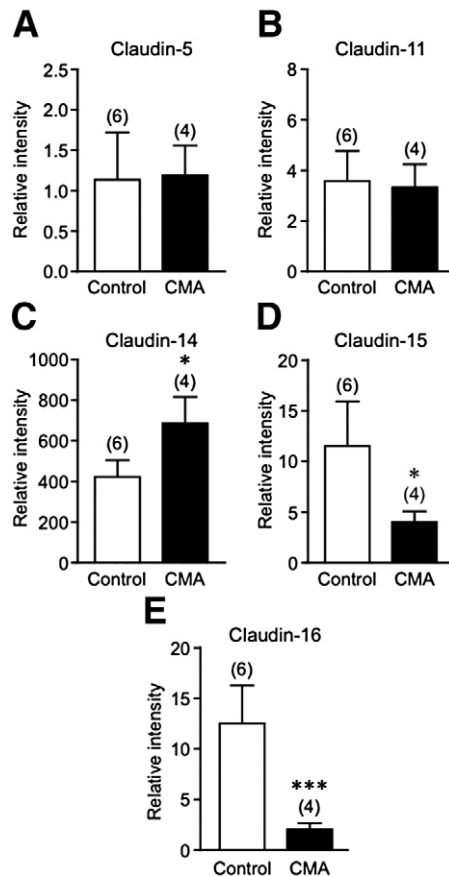 A
Claudin-5
Relative intensity
2.5
2.0
1.5
1.0
0.5
0.0
(6)
(4)
Control
CMA
B
Claudin-11
Relative intensity
8
6
4
2
0
(6)
(4)
Control
CMA
C
Claudin-14
Relative intensity
1000
800
600
400
200
0
(6)
*
(4)
Control
CMA
D
Claudin-15
Relative intensity
20
15
10
5
0
(6)
*
(4)
Control
CMA
E
Claudin-16
Relative intensity
20
15
10
5
0
(6)
***
(4)
Control
CMA